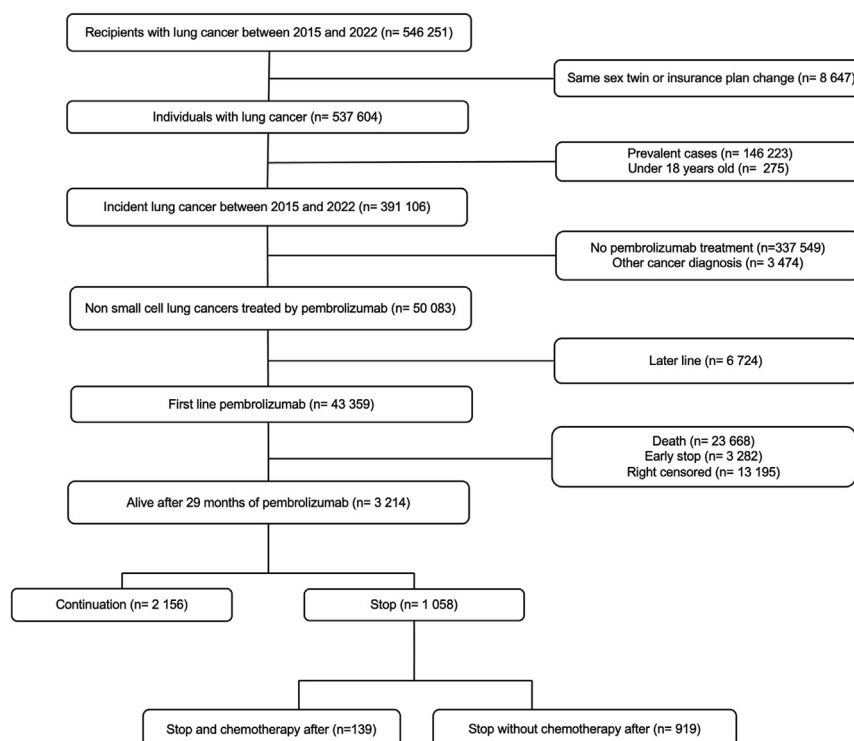 Recipients with lung cancer between 2015 and 2022 (n= 546 251)
Same sex twin or insurance plan change (n= 8 647)
Individuals with lung cancer (n= 537 604)
Prevalent cases (n= 146 223)
Under 18 years old (n=  275)
Incident lung cancer between 2015 and 2022 (n= 391 106)
No pembrolizumab treatment (n=337 549)
Other cancer diagnosis (n= 3 474)
Non small cell lung cancers treated by pembrolizumab (n= 50 083)
Later line (n= 6 724)
First line pembrolizumab (n= 43 359)
Death (n= 23 668)
Early stop (n= 3 282)
Right censored (n= 13 195)
Alive after 29 months of pembrolizumab (n= 3 214)
Continuation (n= 2 156)
Stop (n= 1 058)
Stop and chemotherapy after (n=139)
Stop without chemotherapy after (n= 919)